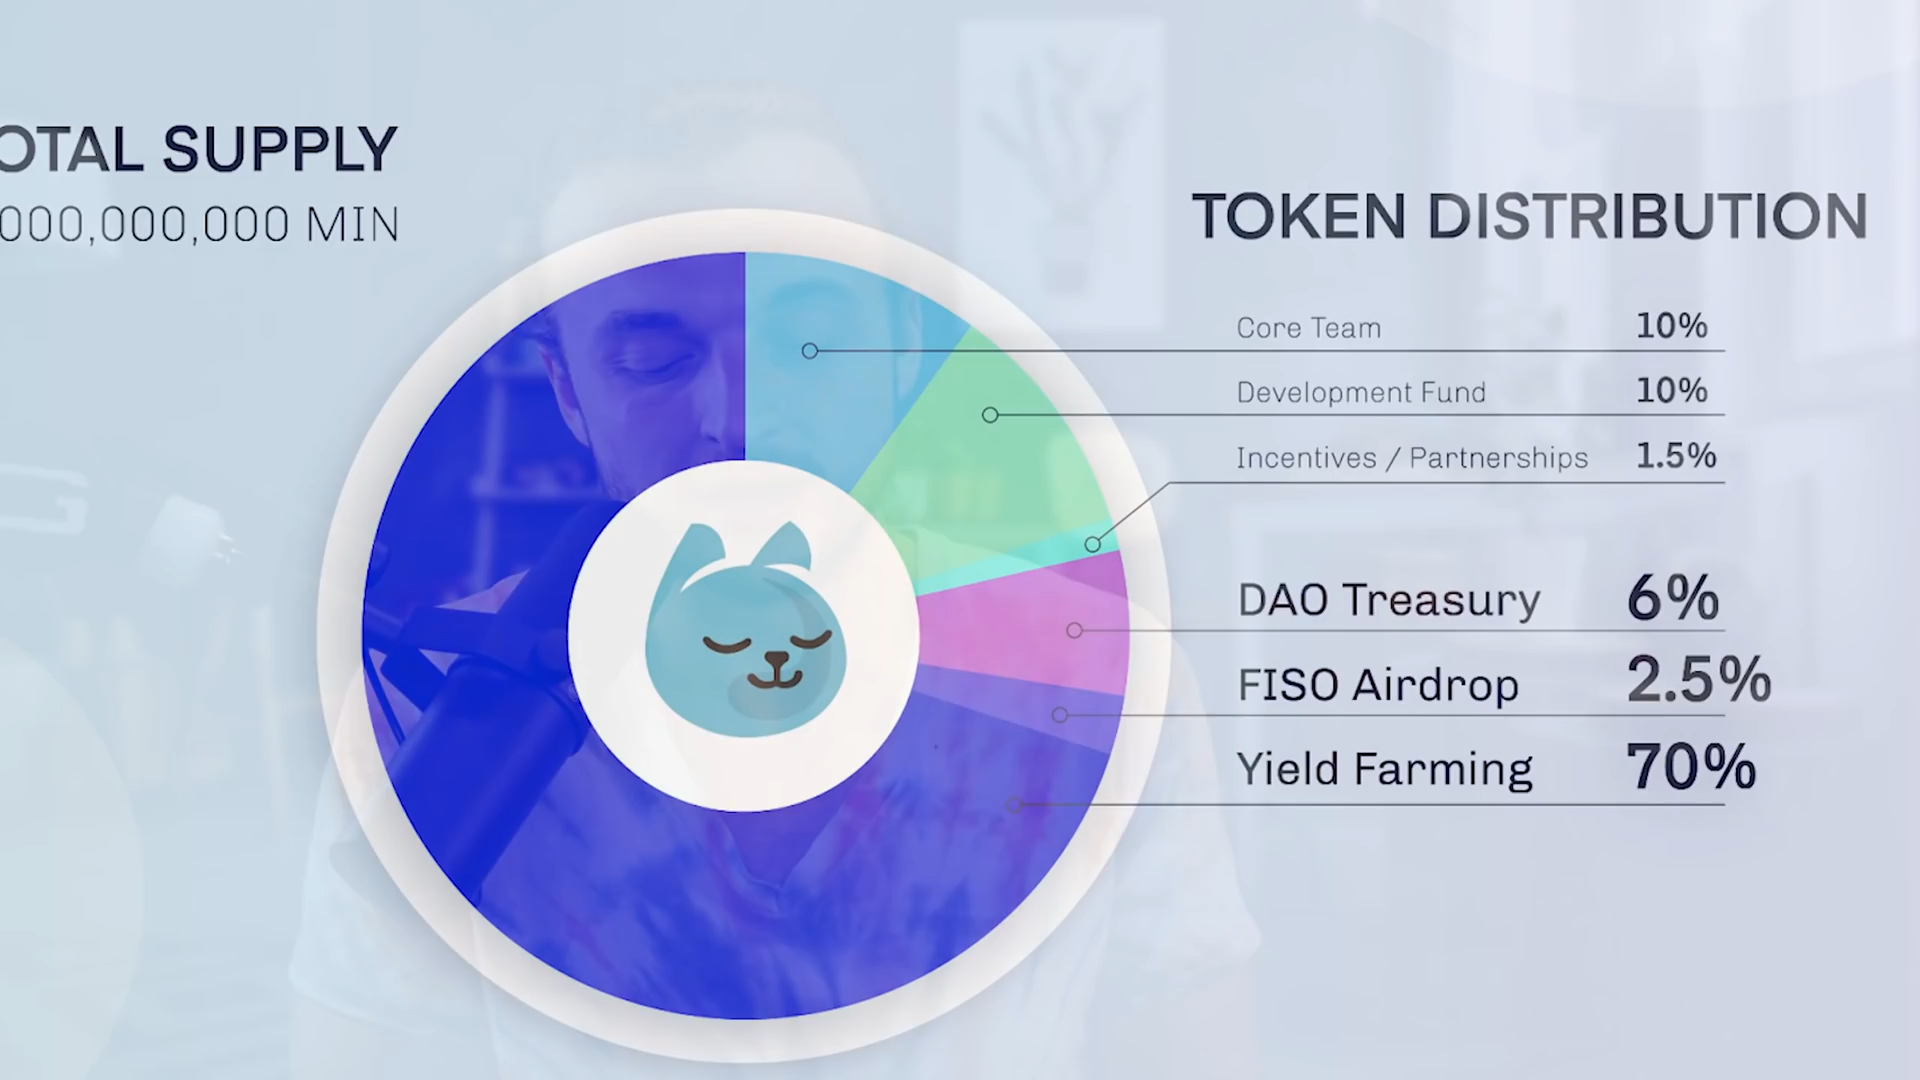 OTAL SUPPLY
000,000,000 MIN
TOKEN DISTRIBUTION
Core Team 10%
Development Fund 10%
Incentives / Partnerships 1.5%
DAO Treasury 6%
FISO Airdrop 2.5%
Yield Farming 70%